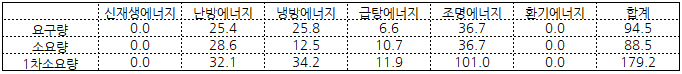 신재생에너지 난방에너지 냉방에너지 급탕에너지 조명에너지 환기에너지 합계
요구량 0.0 25.4 25.8 6.6 36.7 0.0 94.5
소요량 0.0 28.6 12.5 10.7 36.7 0.0 88.5
1차소요량 0.0 32.1 34.2 11.9 101.0 0.0 179.2